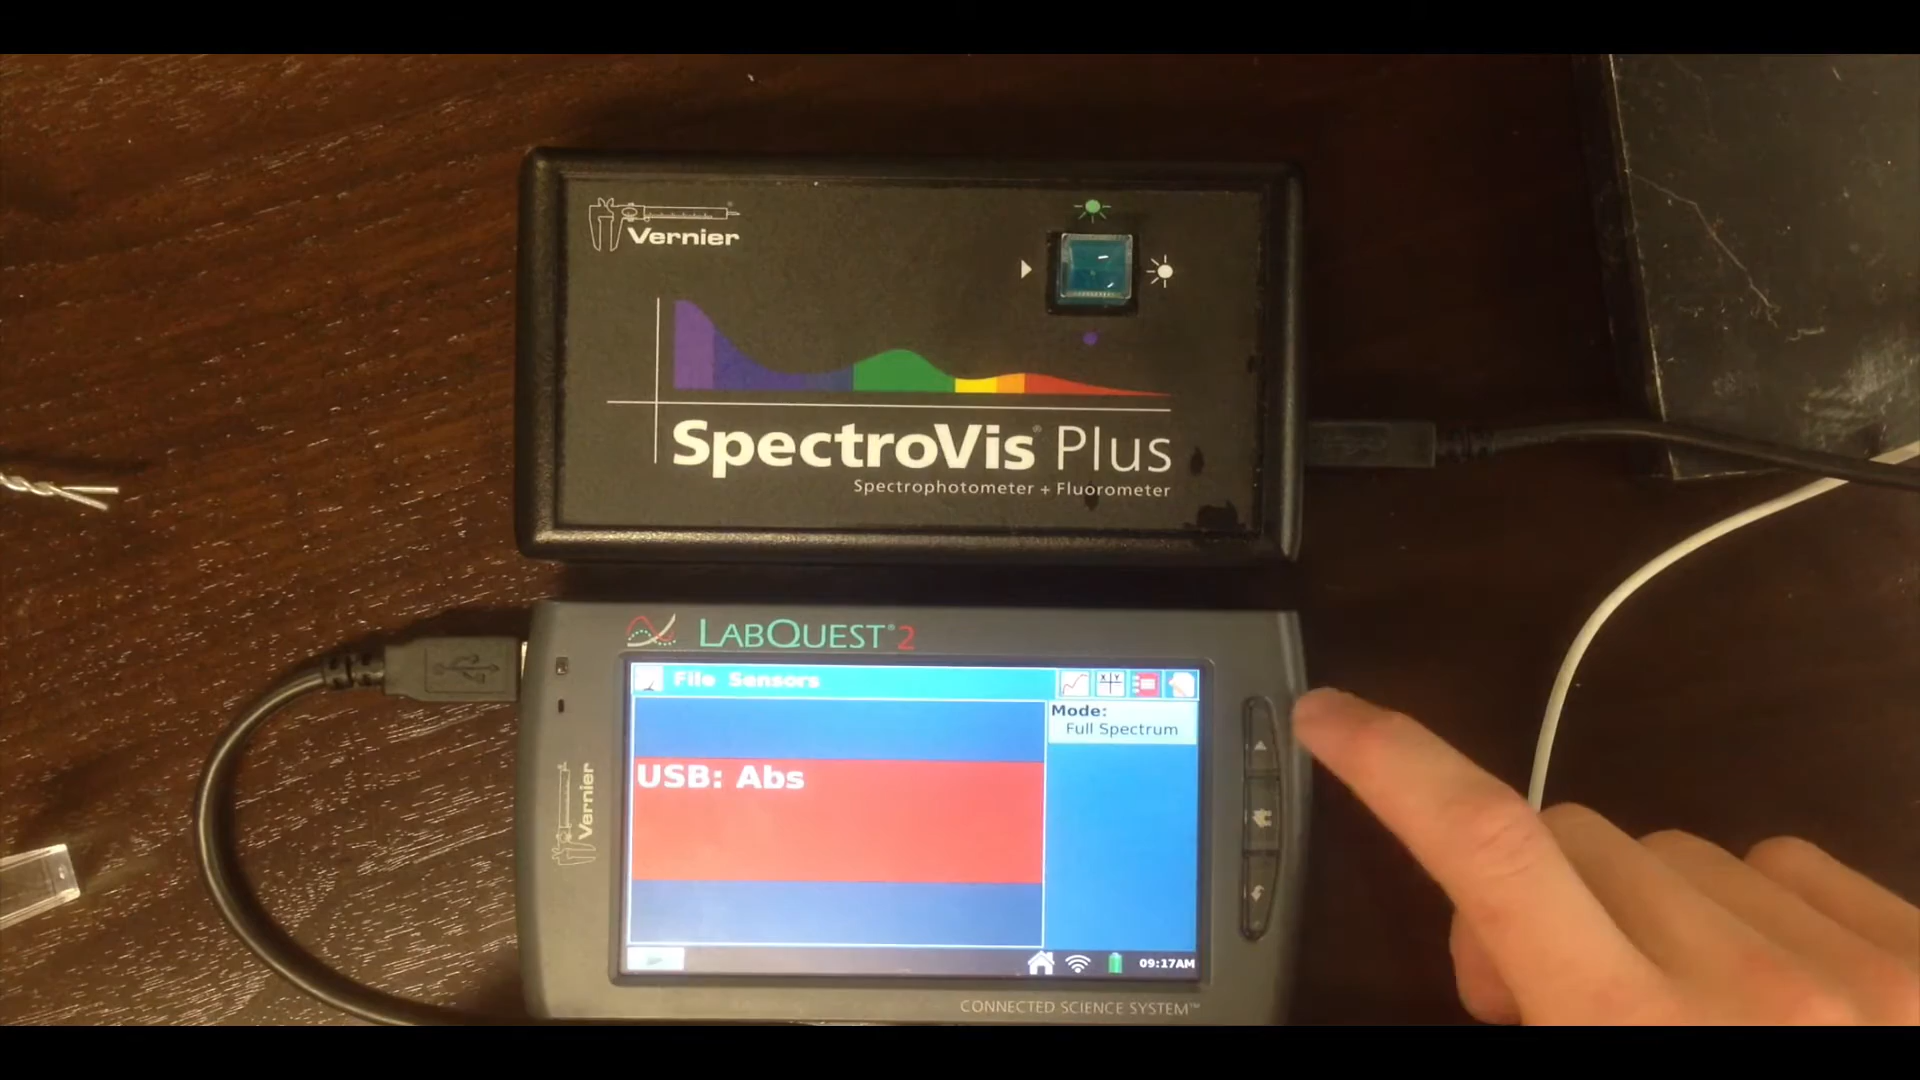 Vernier
SpectroVis® Plus
Spectrophotometer + Fluorometer
LABQUEST® 2
File Sensors
X Y
Mode:
Full Spectrum
USB: Abs
Vernier
09:17AM
CONNECTED SCIENCE SYSTEM™